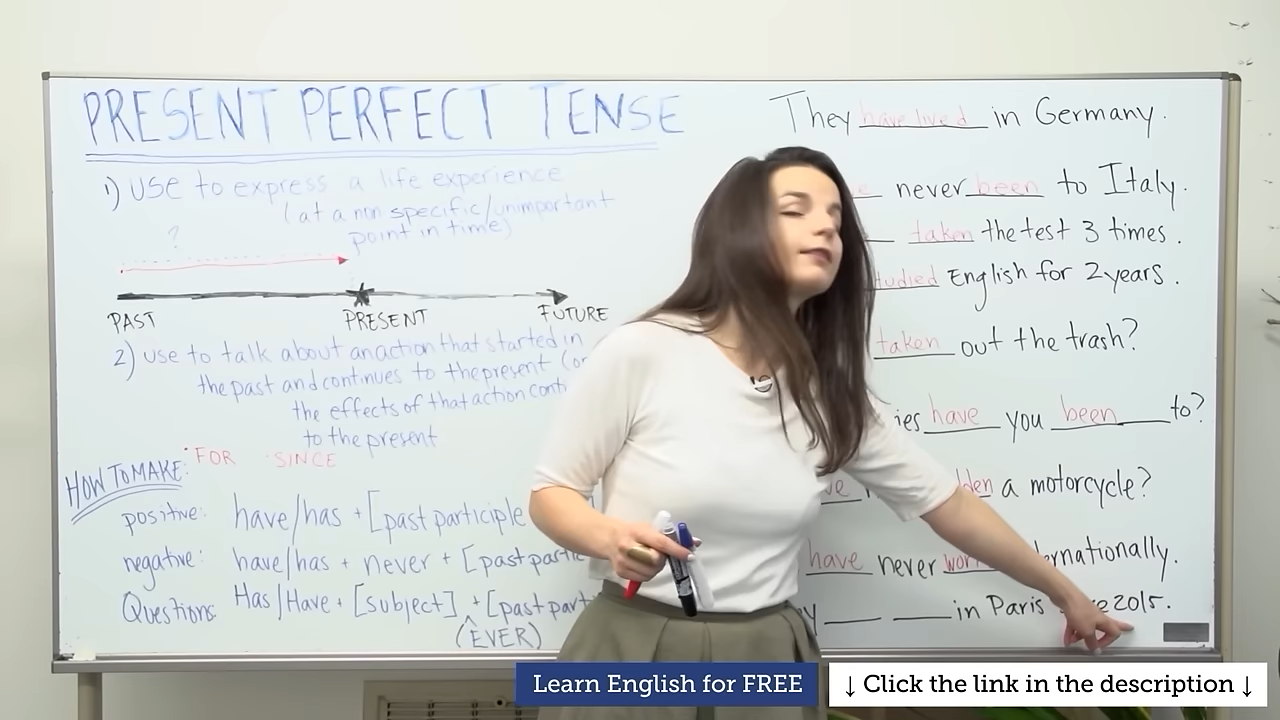 PRESENT PERFECT TENSE
1) USE to express a life experience
(at a non specific/unimportant
point in time)
?
PAST
PRESENT
FUTURE
2) use to talk about an action that started in
the past and continues to the present (or
the effects of that action
to the present
HOW TO MAKE:
FOR SINCE
positive: have/has + [past participle
negative: have/has + never + [past
Questions: Has/Have + [subject] + [past
(EVER)
They have lived in Germany.
never been to Italy.
taken the test 3 times.
studied English for 2 years.
taken out the trash?
have you been to?
a motorcycle?
have never
in Paris 2015.
Learn English for FREE
↓ Click the link in the description ↓